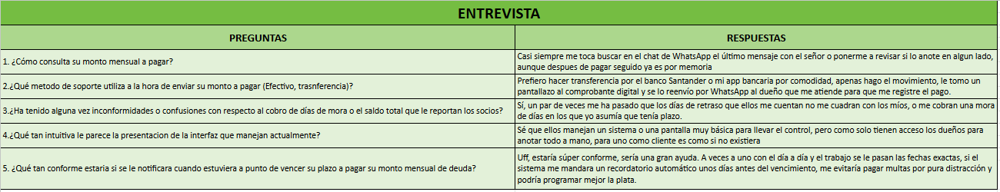 ENTREVISTA
PREGUNTAS
RESPUESTAS
1. ¿Cómo consulta su monto mensual a pagar?
Casi siempre me toca buscar en el chat de WhatsApp el último mensaje con el señor o ponerme a revisar si lo anote en algun lado,
aunque despues de pagar seguido ya es por memoria
2.¿Qué metodo de soporte utiliza a la hora de enviar su monto a pagar (Efectivo, trasnferencia)?
Prefiero hacer transferencia por el banco Santander o mi app bancaria por comodidad, apenas hago el movimiento, le tomo un
pantallazo al comprobante digital y se lo reenvío por WhatsApp al dueño que me atiende para que me registre el pago.
3.¿Ha tenido alguna vez inconformidades o confusiones con respecto al cobro de días de mora o el saldo total que le reportan los socios?
Sí, un par de veces me ha pasado que los días de retraso que ellos me cuentan no me cuadran con los míos, o me cobran una mora
de días en los que yo asumía que tenía plazo.
4.¿Qué tan intuitiva le parece la presentacion de la interfaz que manejan actualmente?
Sé que ellos manejan un sistema o una pantalla muy básica para llevar el control, pero como solo tienen acceso los dueños para
anotar todo a mano, para uno como cliente es como si no existiera
5. ¿Qué tan conforme estaria si se le notificara cuando estuviera a punto de vencer su plazo a pagar su monto mensual de deuda?
Uff, estaría súper conforme, sería una gran ayuda. A veces a uno con el día a día y el trabajo se le pasan las fechas exactas, si el
sistema me mandara un recordatorio automático unos días antes del vencimiento, me evitaría pagar multas por pura distracción y
podría programar mejor la plata.